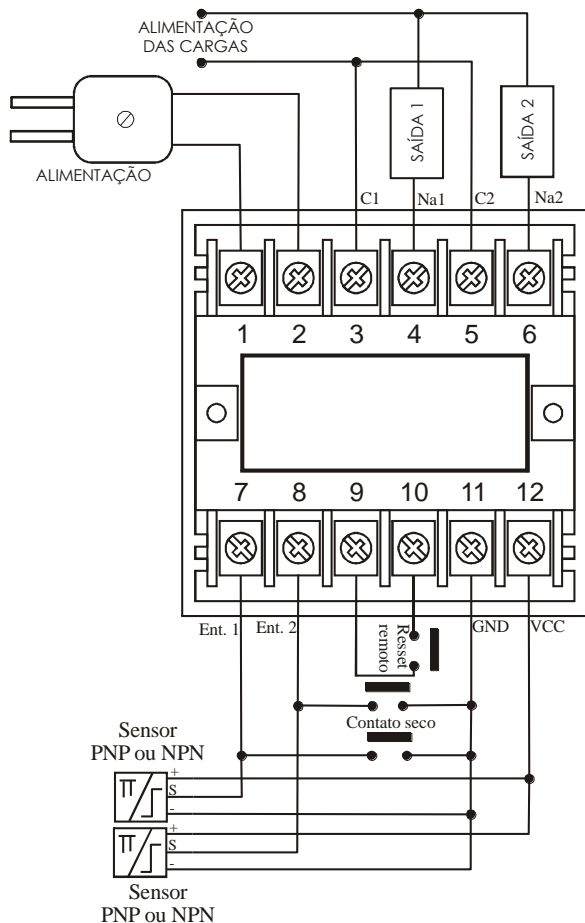 ALIMENTAÇÃO
DAS CARGAS
SAÍDA 1
SAÍDA 2
ALIMENTAÇÃO
C1
Na1
C2
Na2
1 2 3 4 5 6
7 8 9 10 11 12
Ent. 1
Ent. 2
Resset
remoto
GND
VCC
Contato seco
Sensor
PNP ou NPN
+
S
-
+
S
-
Sensor
PNP ou NPN